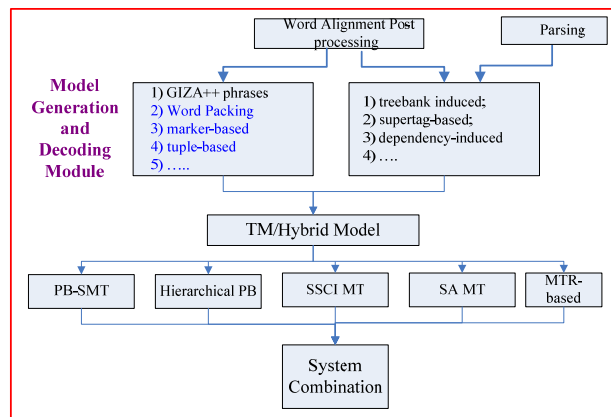 Word Alignment Post-
processing
Parsing
Model
Generation
and
Decoding
Module
1) GIZA++ phrases
2) Word Packing
3) marker-based
4) tuple-based
5) …..
1) treebank induced;
2) supertag-based;
3) dependency-induced
4) ….
TM/Hybrid Model
PB-SMT
Hierarchical PB
SSCI MT
SA MT
MTR-
based
System
Combination